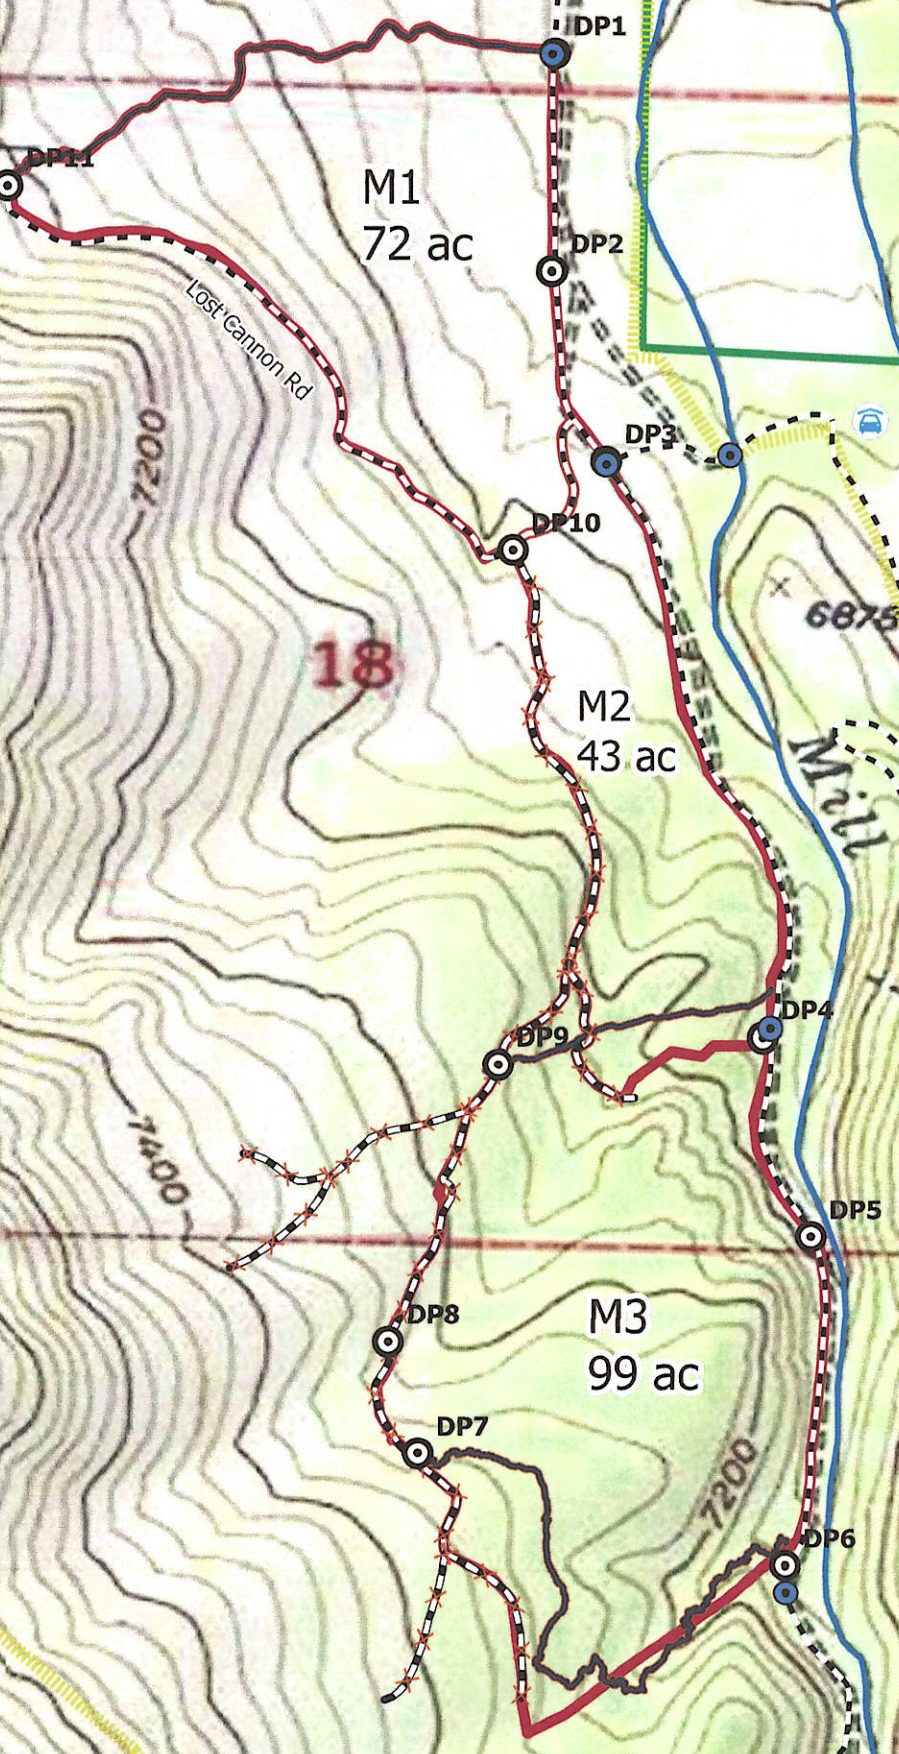 DP1
DP11
M1
72 ac
DP2
Lost Cannon Rd
DP3
7200
DP10
6875
18
M2
43 ac
Mill
DP4
DP9
7400
DP5
DP8
M3
99 ac
DP7
7200
DP6